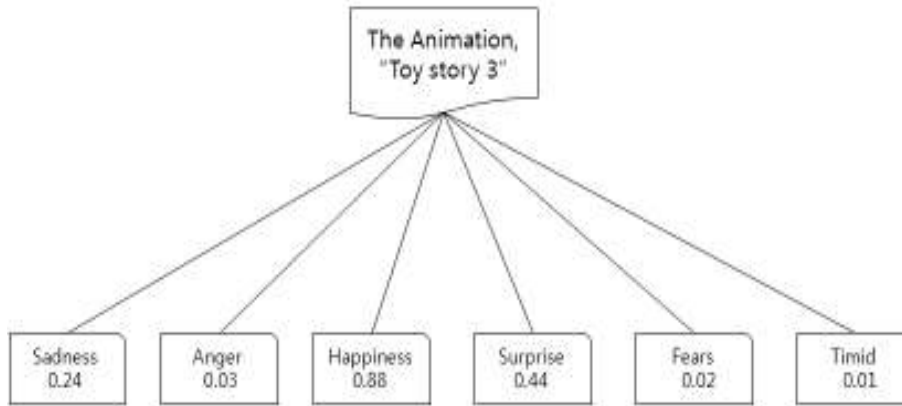 The Animation,
"Toy story 3"
Sadness
0.24
Anger
0.03
Happiness
0.88
Surprise
0.44
Fears
0.02
Timid
0.01